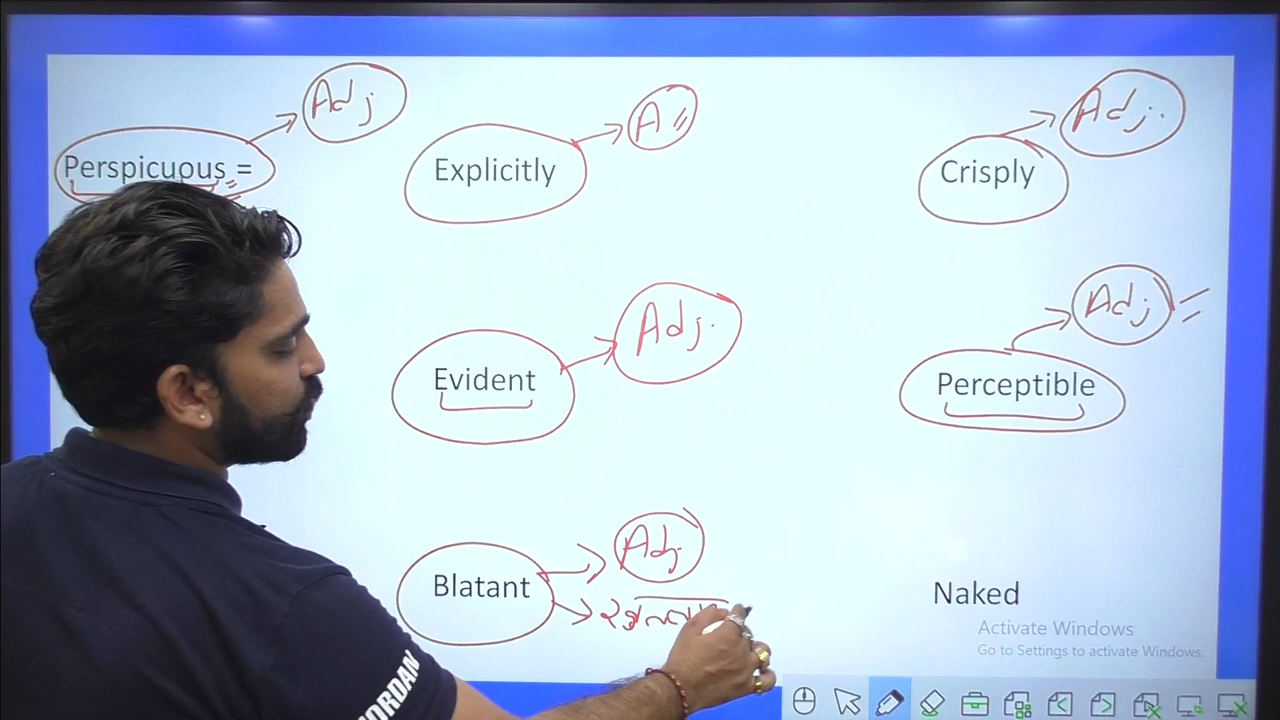 Adj.
Perspicuous =
Explicitly
Crisply
Adj.
Adj
Evident
Adj.
Perceptible
Adj.
Blatant
Naked
Activate Windows
Go to Settings to activate Windows.
JORDAN